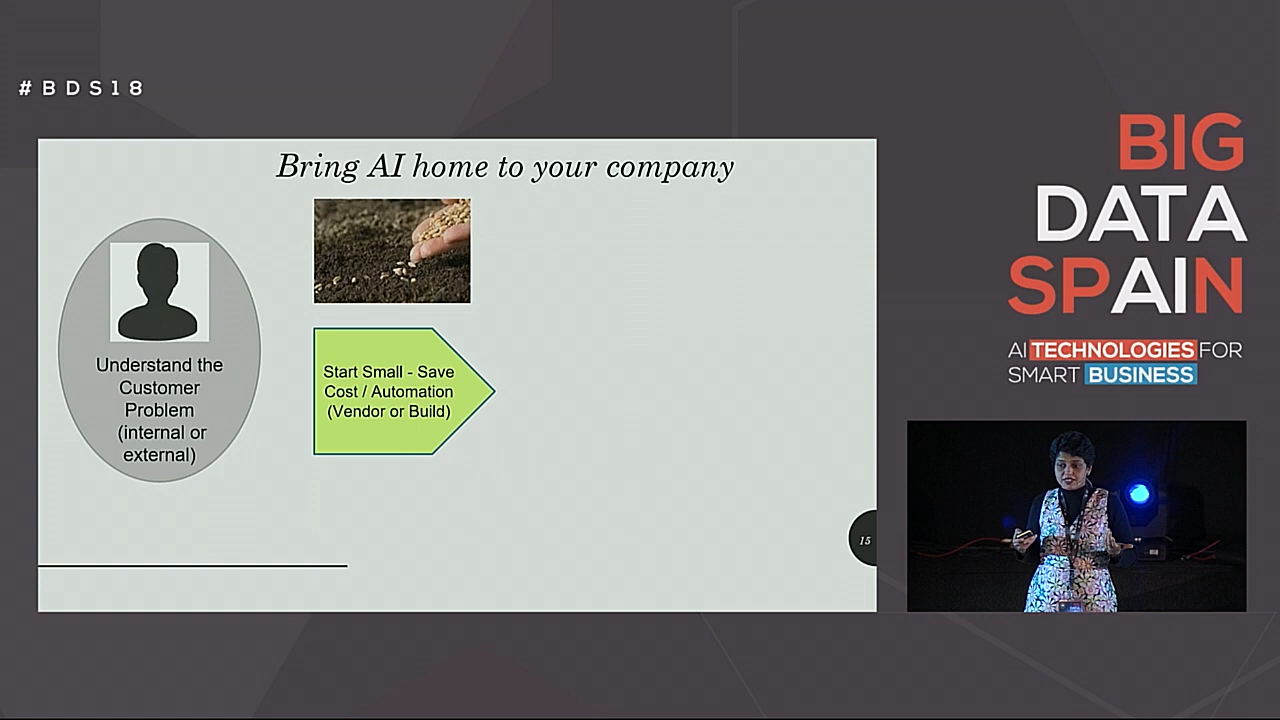 #BDS18
Bring AI home to your company
Understand the
Customer
Problem
(internal or
external)
Start Small - Save
Cost / Automation
(Vendor or Build)
15
BIG
DATA
SPAIN
AI TECHNOLOGIES FOR
SMART BUSINESS